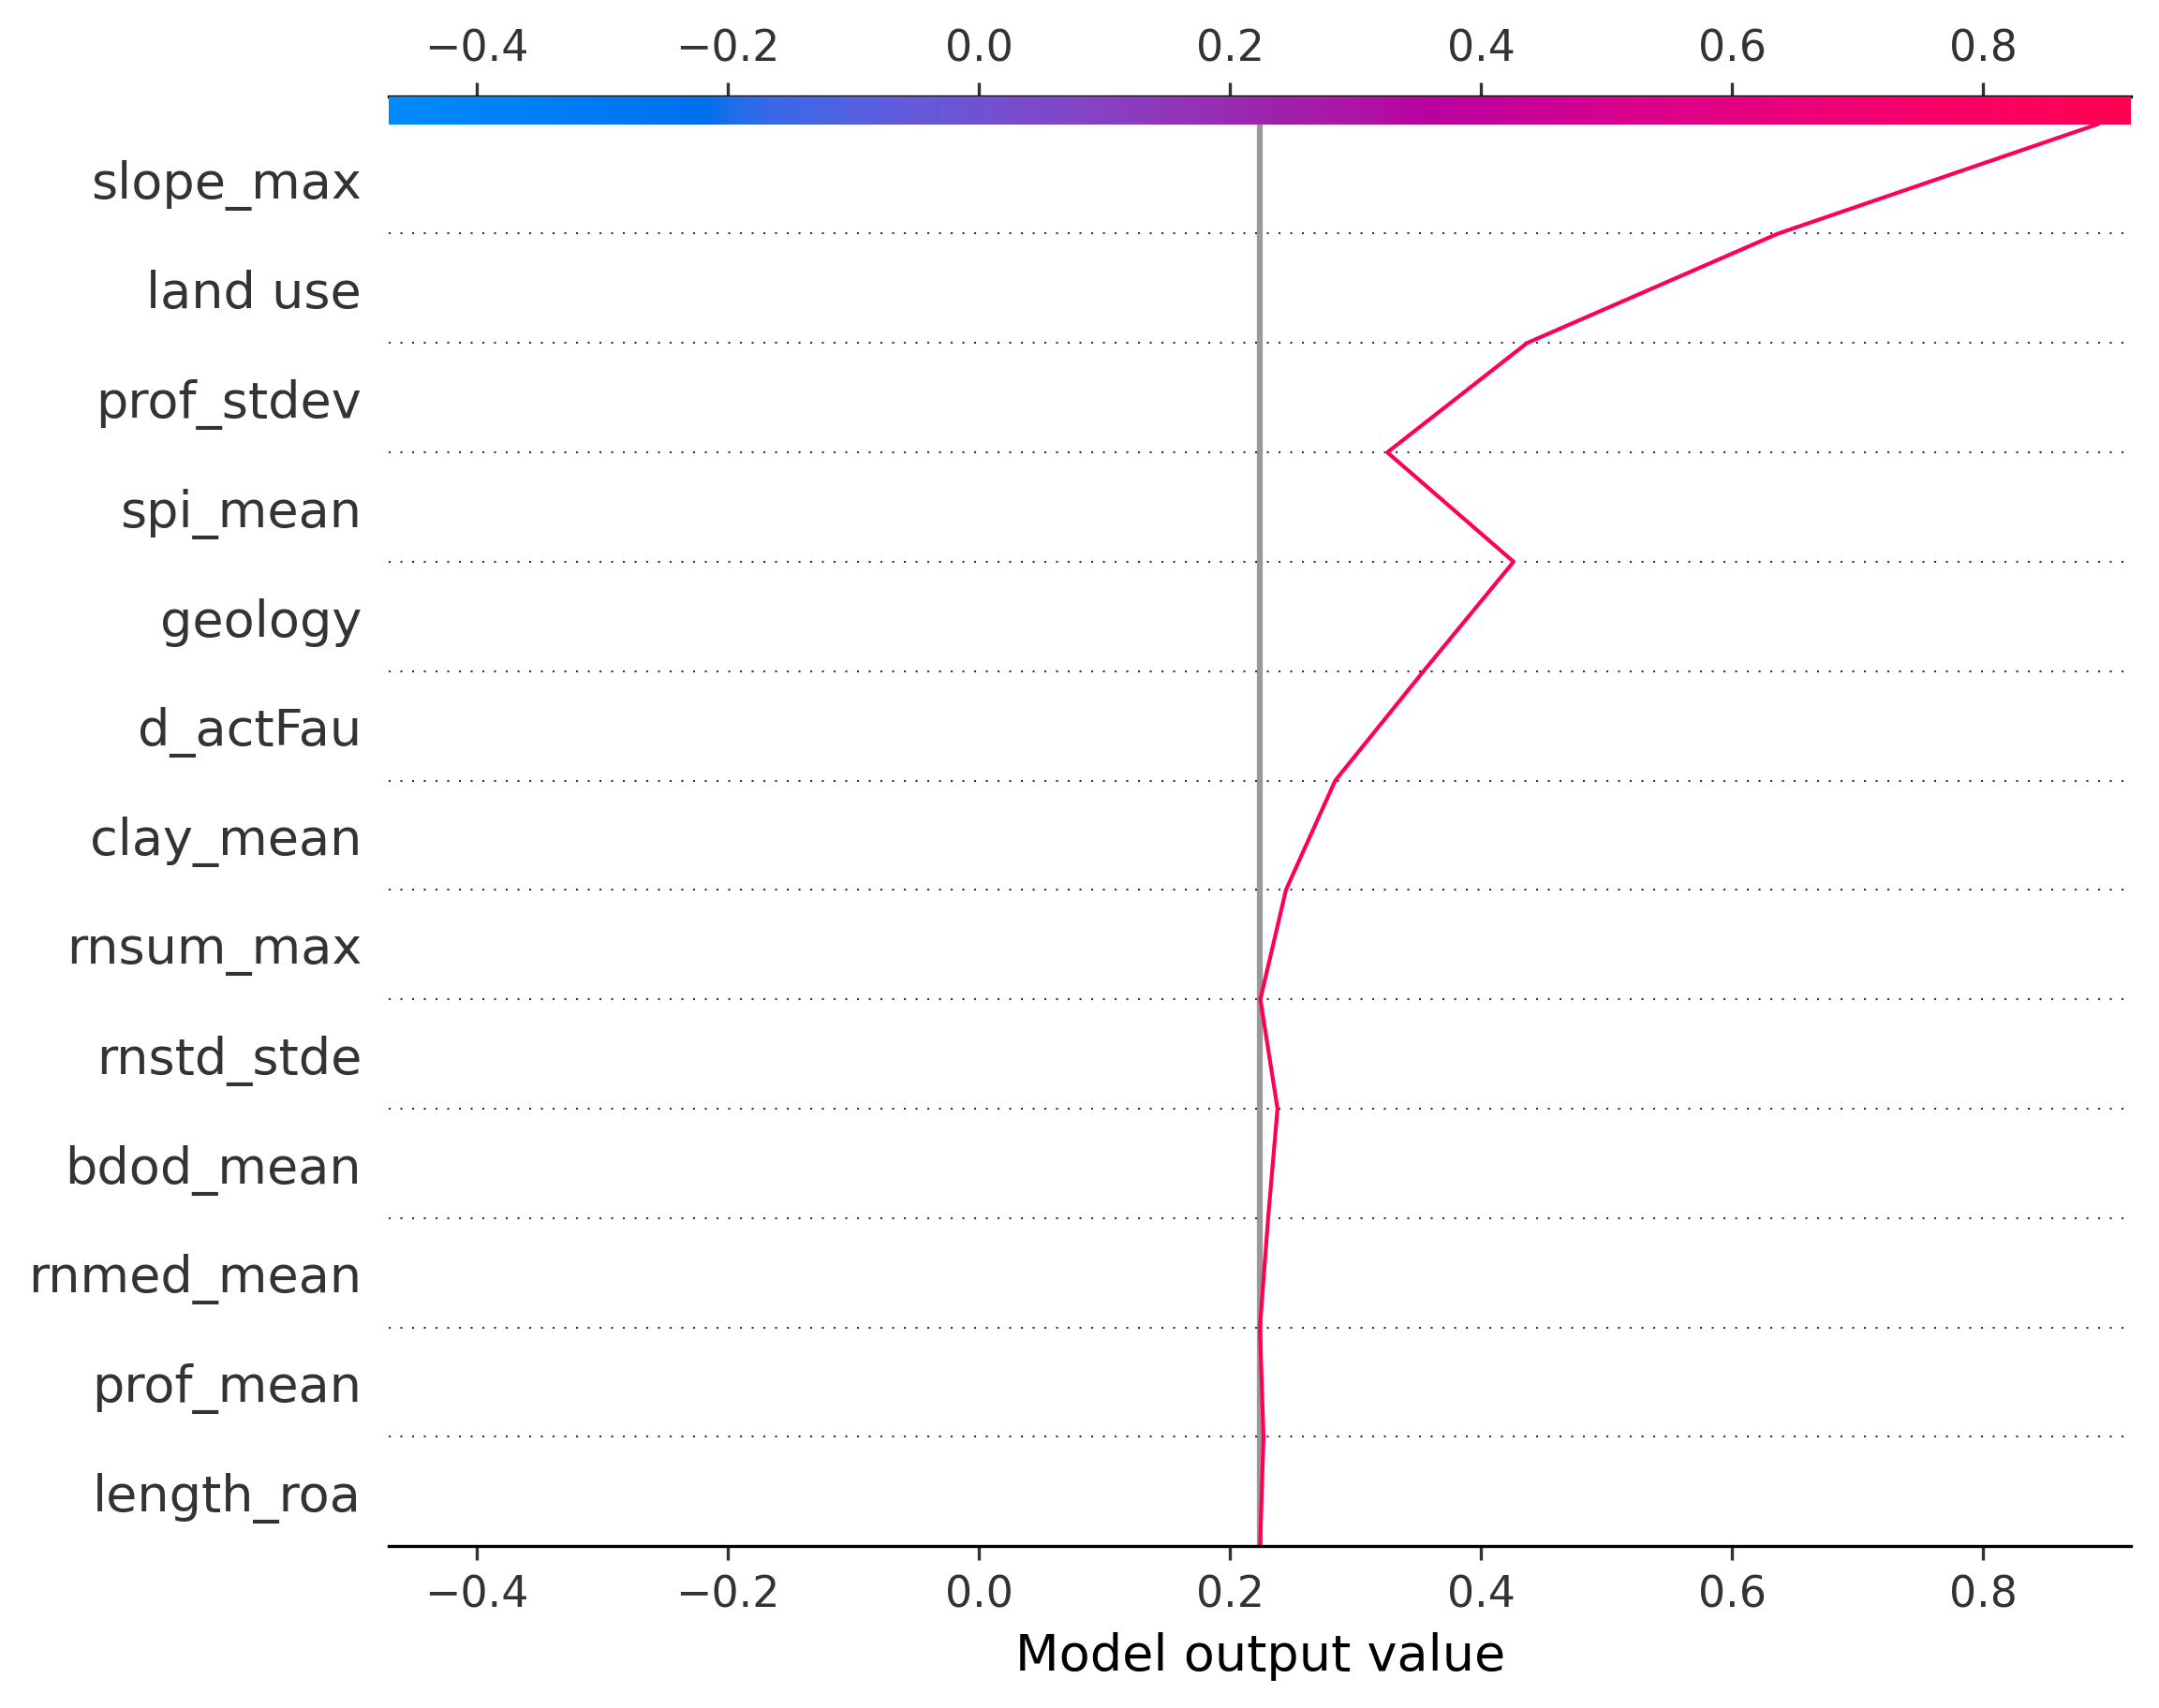 −0.4 −0.2 0.0 0.2 0.4 0.6 0.8
slope_max
land use
prof_stdev
spi_mean
geology
d_actFau
clay_mean
rnsum_max
rnstd_stde
bdod_mean
rnmed_mean
prof_mean
length_roa
−0.4 −0.2 0.0 0.2 0.4 0.6 0.8
Model output value